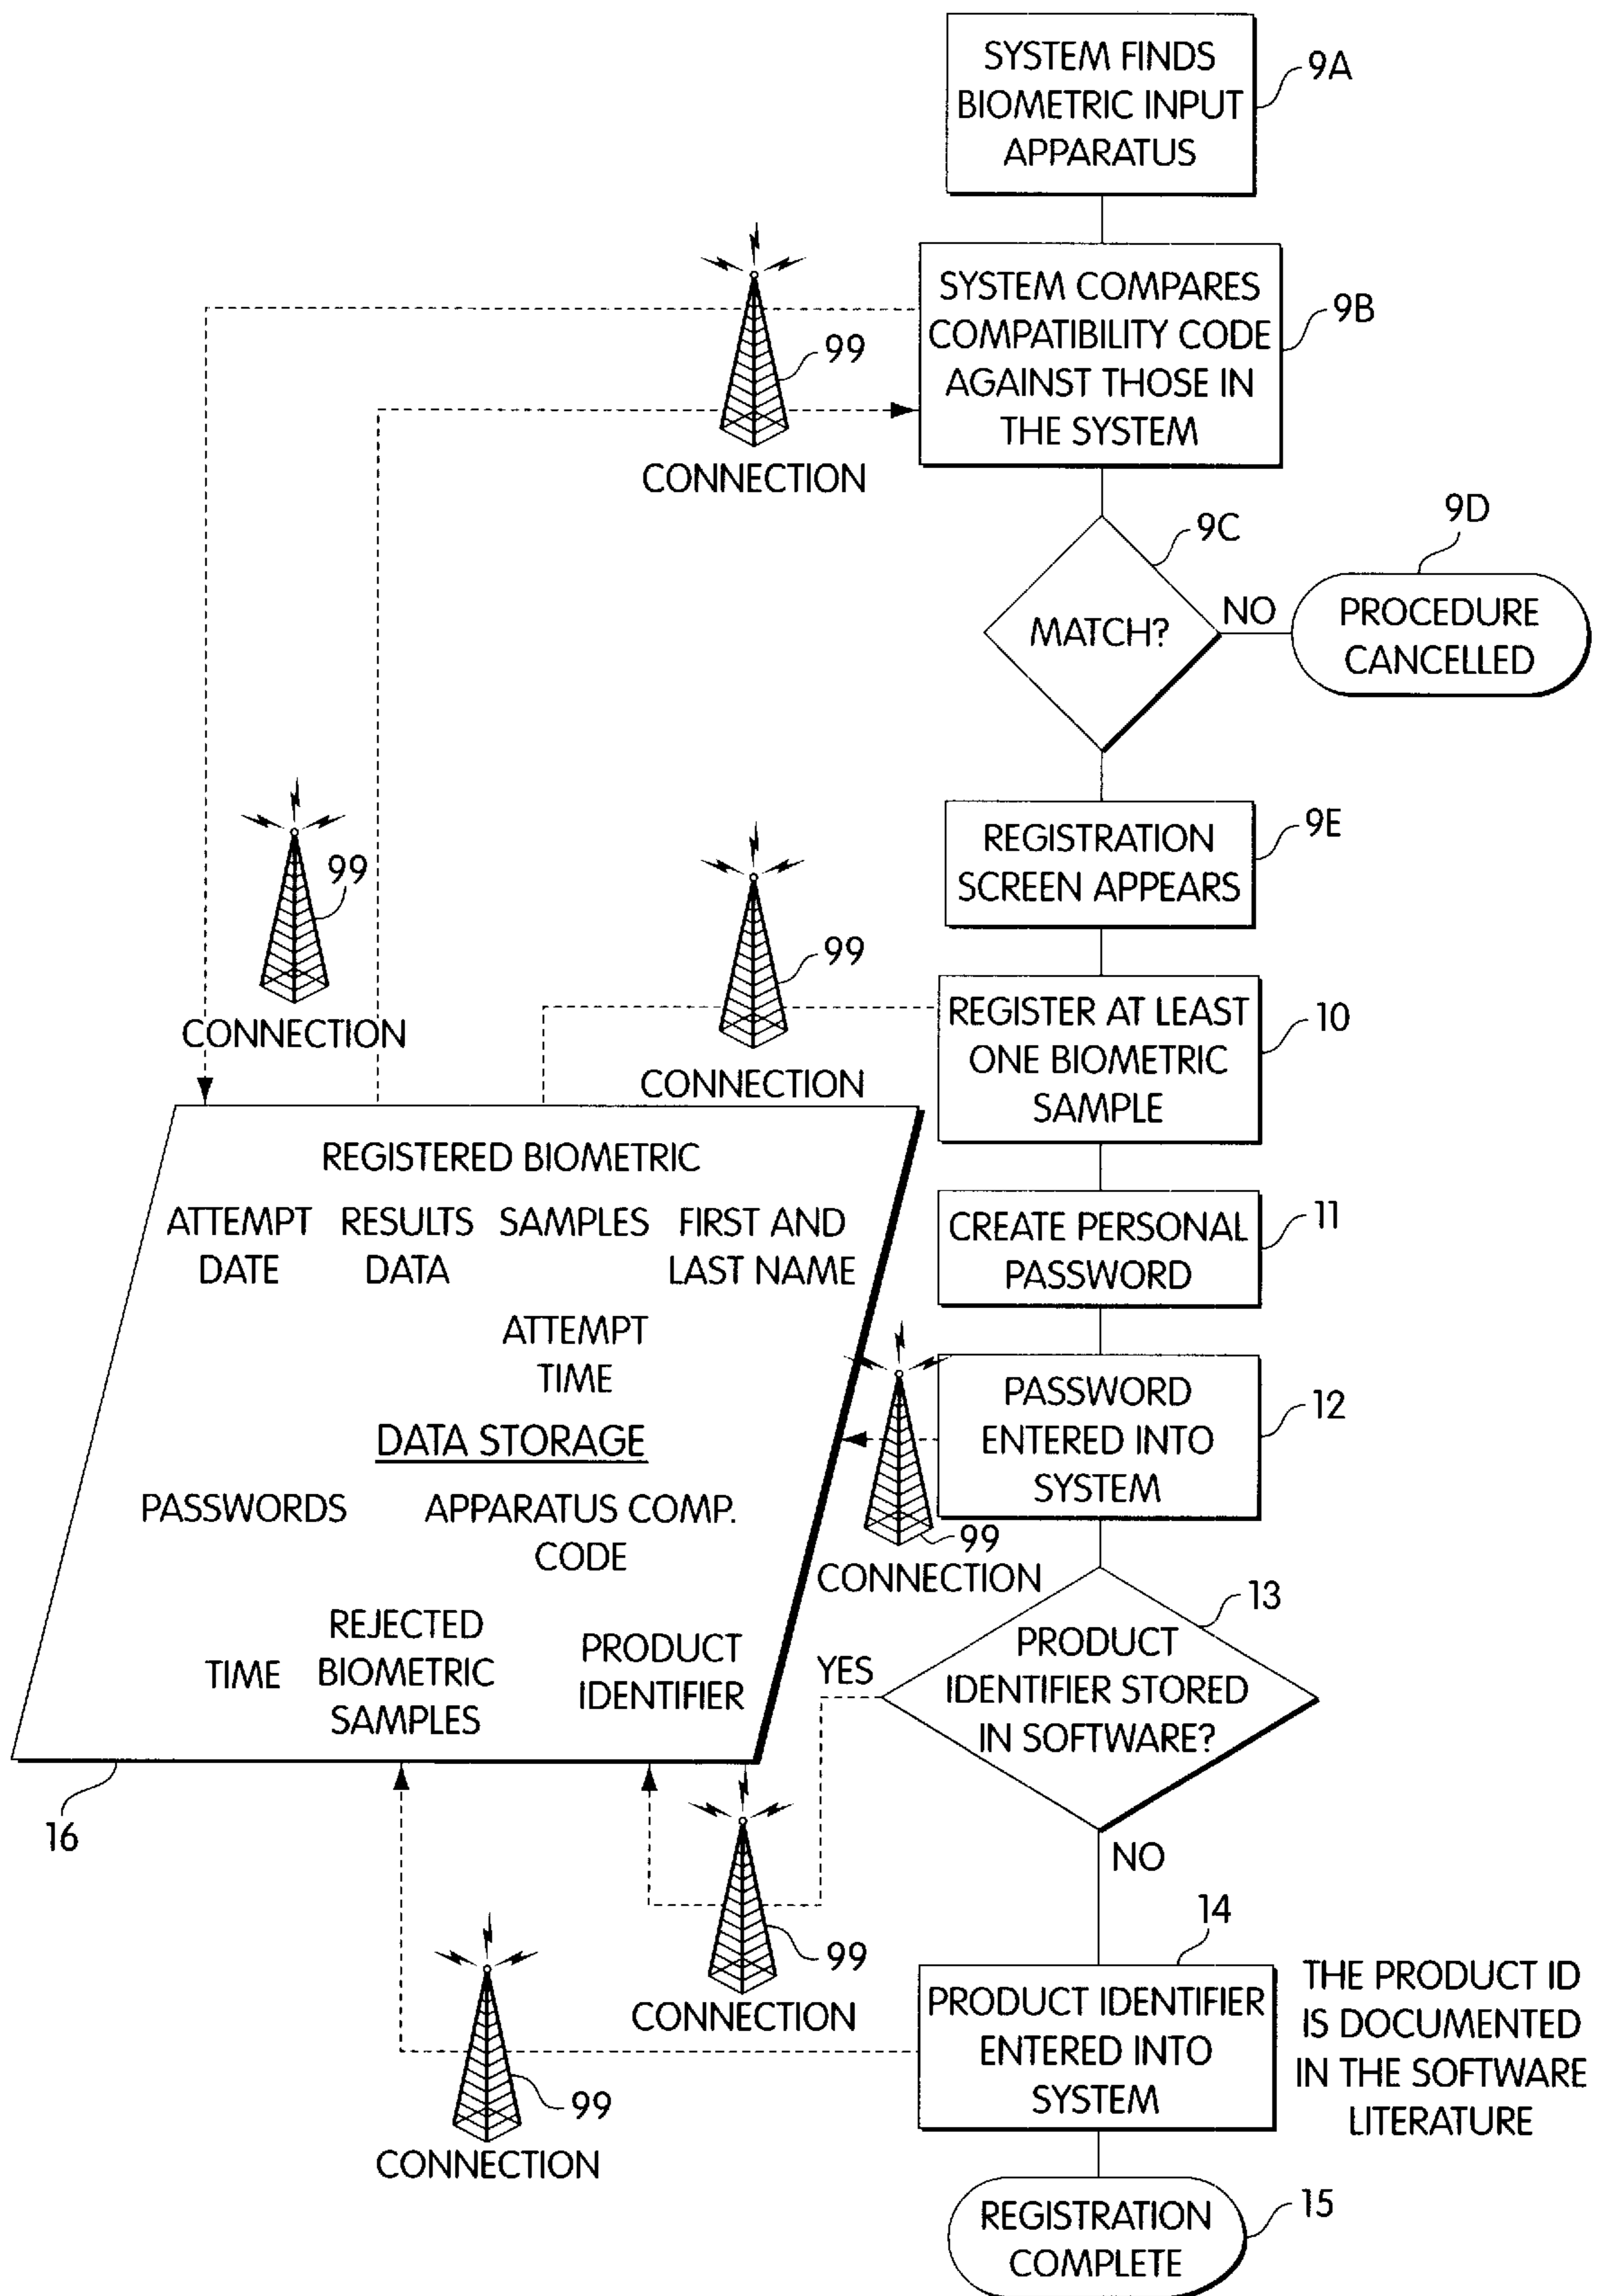 SYSTEM FINDS
BIOMETRIC INPUT
APPARATUS
9A
SYSTEM COMPARES
COMPATIBILITY CODE
AGAINST THOSE IN
THE SYSTEM
9B
99
CONNECTION
9C
MATCH?
NO
9D
PROCEDURE
CANCELLED
REGISTRATION
SCREEN APPEARS
9E
99
CONNECTION
99
CONNECTION
REGISTER AT LEAST
ONE BIOMETRIC
SAMPLE
10
CREATE PERSONAL
PASSWORD
11
PASSWORD
ENTERED INTO
SYSTEM
12
99
CONNECTION
REGISTERED BIOMETRIC
ATTEMPT RESULTS SAMPLES FIRST AND
DATE DATA LAST NAME
ATTEMPT
TIME
DATA STORAGE
PASSWORDS APPARATUS COMP.
CODE
TIME
REJECTED
BIOMETRIC
SAMPLES
PRODUCT
IDENTIFIER
16
13
PRODUCT
IDENTIFIER STORED
IN SOFTWARE?
YES
NO
99
CONNECTION
14
PRODUCT IDENTIFIER
ENTERED INTO
SYSTEM
THE PRODUCT ID
IS DOCUMENTED
IN THE SOFTWARE
LITERATURE
99
CONNECTION
REGISTRATION
COMPLETE
15